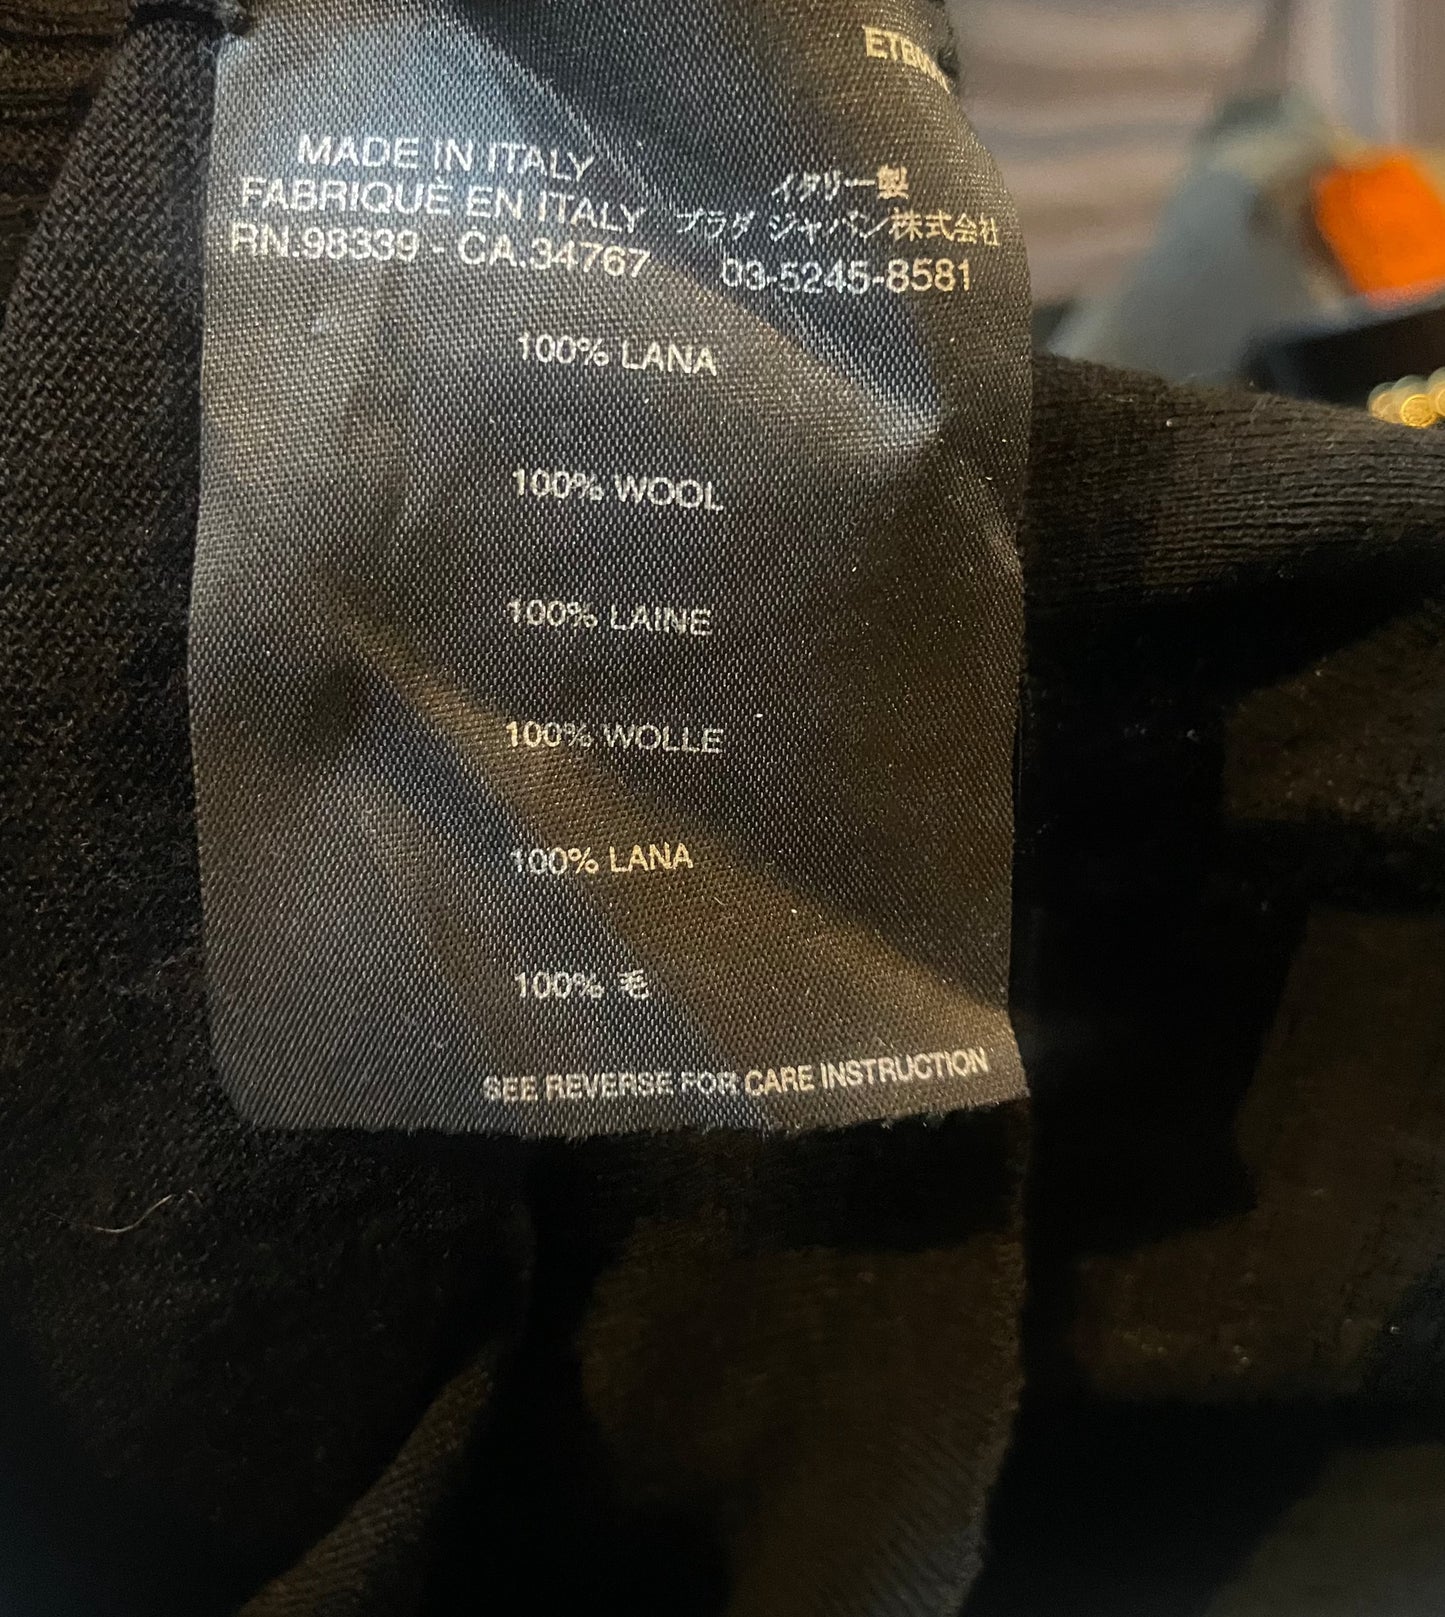 MADE IN ITALY
FABRIQUÉ EN ITALY
RN.98339 - CA.34767
イタリー製
プラダ ジャパン株式会社
03-5245-8581
100% LANA
100% WOOL
100% LAINE
100% WOLLE
100% LANA
100% 毛
SEE REVERSE FOR CARE INSTRUCTION